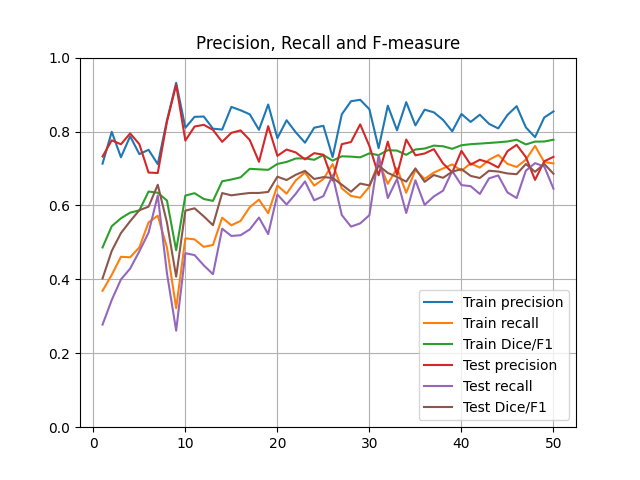 Precision, Recall and F-measure
1.0
0.8
0.6
0.4
0.2
0.0
0
10
20
30
40
50
Train precision
Train recall
Train Dice/F1
Test precision
Test recall
Test Dice/F1